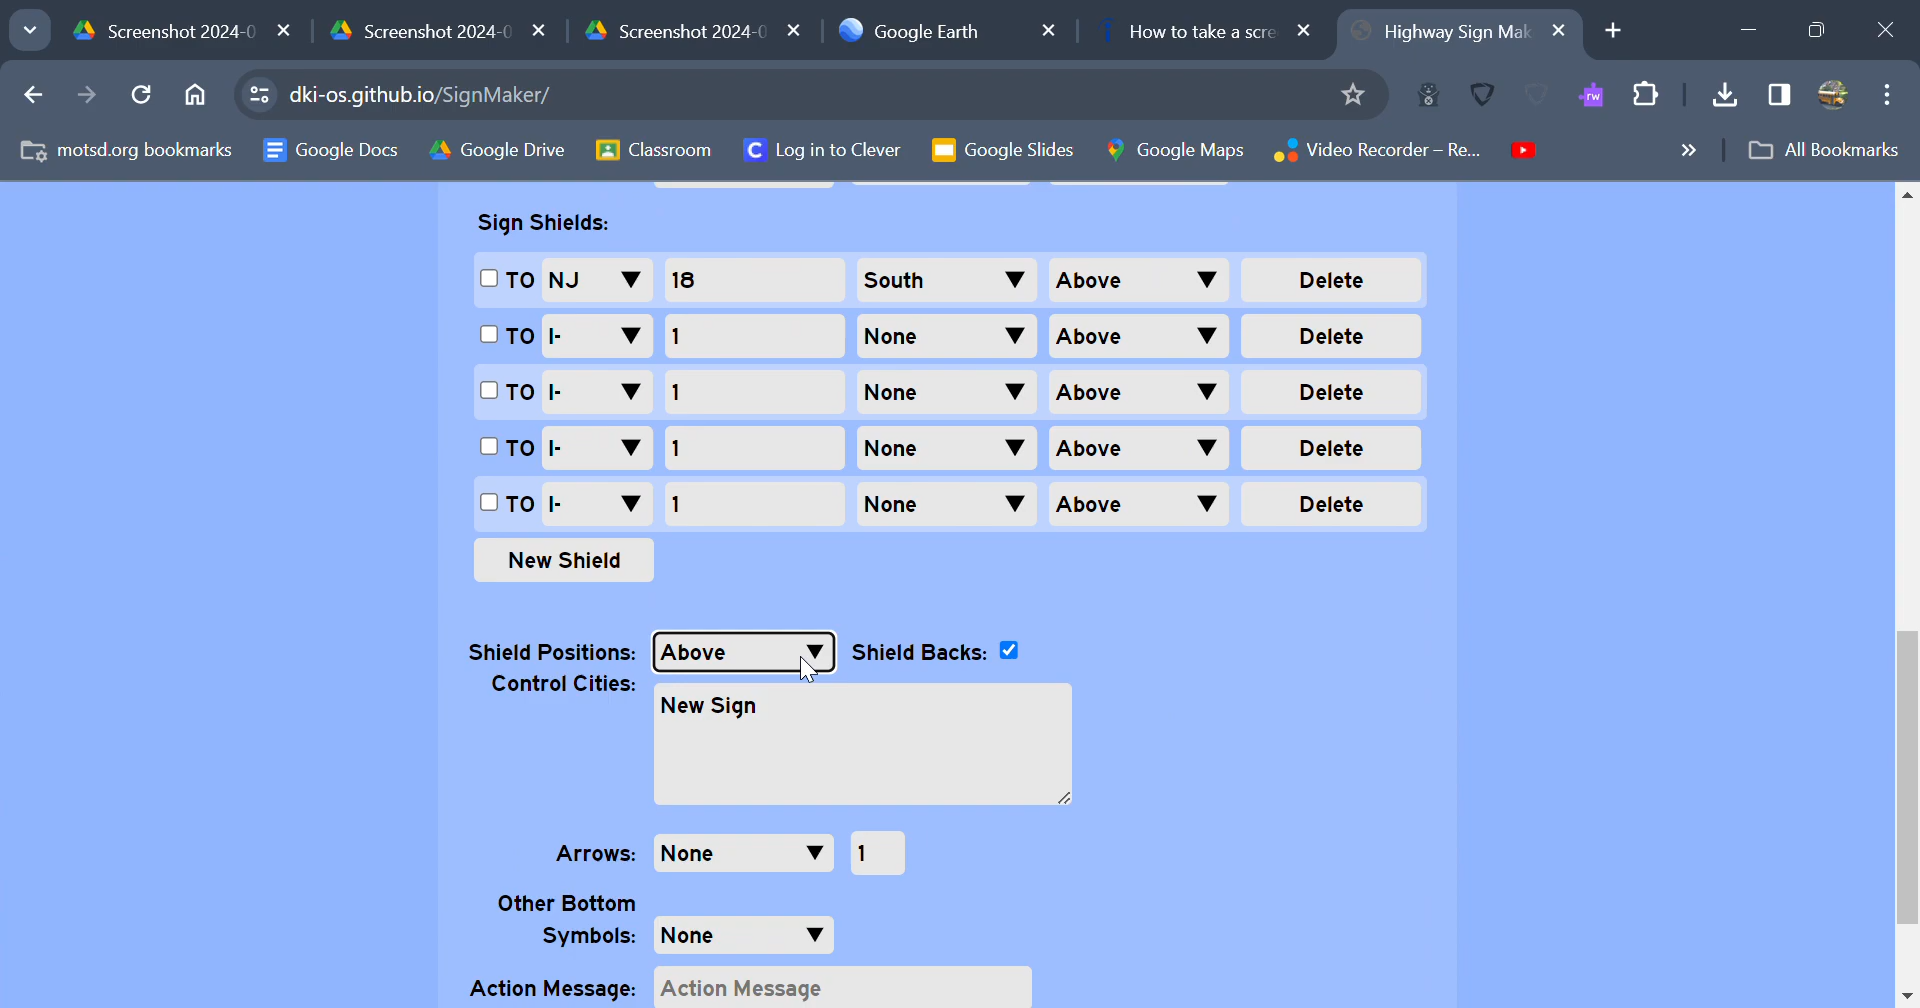 Screenshot 2024-0
Screenshot 2024-0
Screenshot 2024-0
Google Earth
How to take a scre
Highway Sign Mak
dki-os.github.io/SignMaker/
rw
motsd.org bookmarks
Google Docs
Google Drive
Classroom
C Log in to Clever
Google Slides
Google Maps
Video Recorder – Re...
All Bookmarks
Sign Shields:
TO NJ 18 South Above Delete
TO I- 1 None Above Delete
TO I- 1 None Above Delete
TO I- 1 None Above Delete
TO I- 1 None Above Delete
New Shield
Shield Positions: Above Shield Backs:
Control Cities:
New Sign
Arrows: None 1
Other Bottom
Symbols: None
Action Message: Action Message